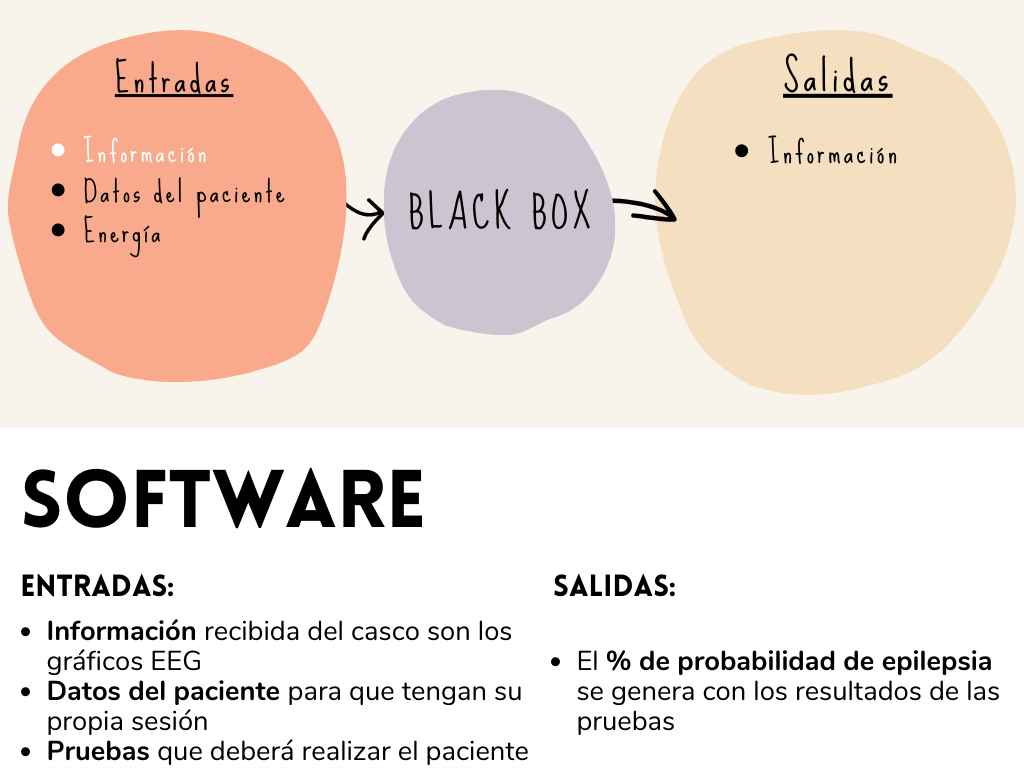 Entradas
• Información
• Datos del paciente
• Energía
BLACK BOX
Salidas
• Información
SOFTWARE
ENTRADAS:
• Información recibida del casco son los
gráficos EEG
• Datos del paciente para que tengan su
propia sesión
• Pruebas que deberá realizar el paciente
SALIDAS:
• El % de probabilidad de epilepsia
se genera con los resultados de las
pruebas